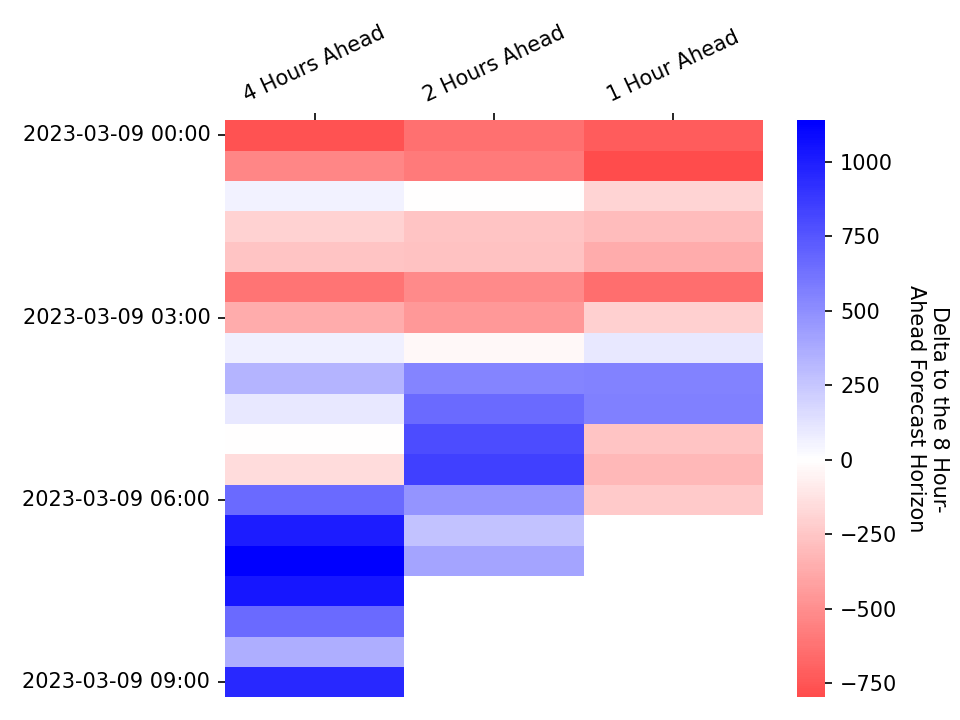 4 Hours Ahead
2 Hours Ahead
1 Hour Ahead
2023-03-09 00:00
2023-03-09 03:00
2023-03-09 06:00
2023-03-09 09:00
1000
750
500
250
0
−250
−500
−750
Delta to the 8 Hour-
Ahead Forecast Horizon